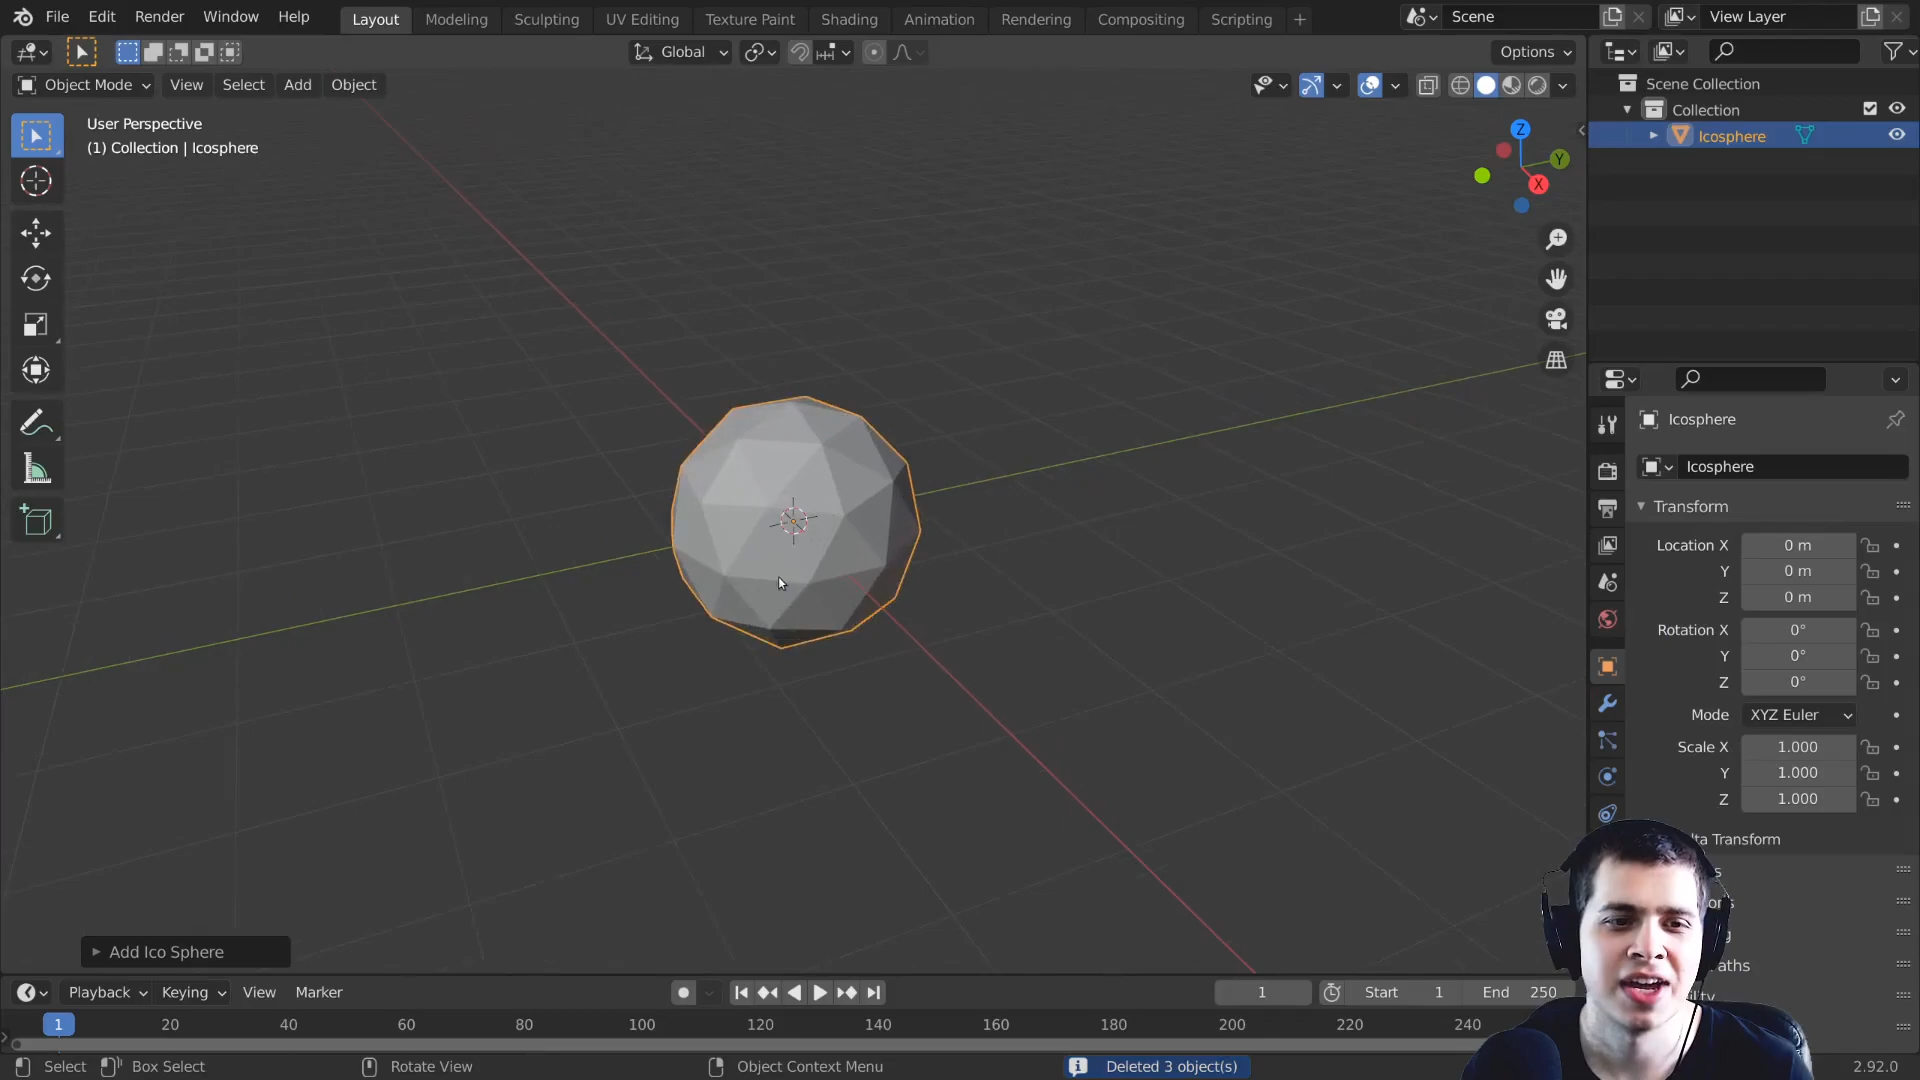 File Edit Render Window Help Layout Modeling Sculpting UV Editing Texture Paint Shading Animation Rendering Compositing Scripting + Scene View Layer
Global Options
Object Mode View Select Add Object
User Perspective
(1) Collection | Icosphere
Z
Y
X
Scene Collection
Collection
Icosphere
Icosphere
Icosphere
Transform
Location X 0 m
Y 0 m
Z 0 m
Rotation X 0°
Y 0°
Z 0°
Mode XYZ Euler
Scale X 1.000
Y 1.000
Z 1.000
lta Transform
Add Ico Sphere
Playback Keying View Marker 1 Start 1 End 250
1 20 40 60 80 100 120 140 160 180 200 220 240
Select Box Select Rotate View Object Context Menu Deleted 3 object(s) 2.92.0